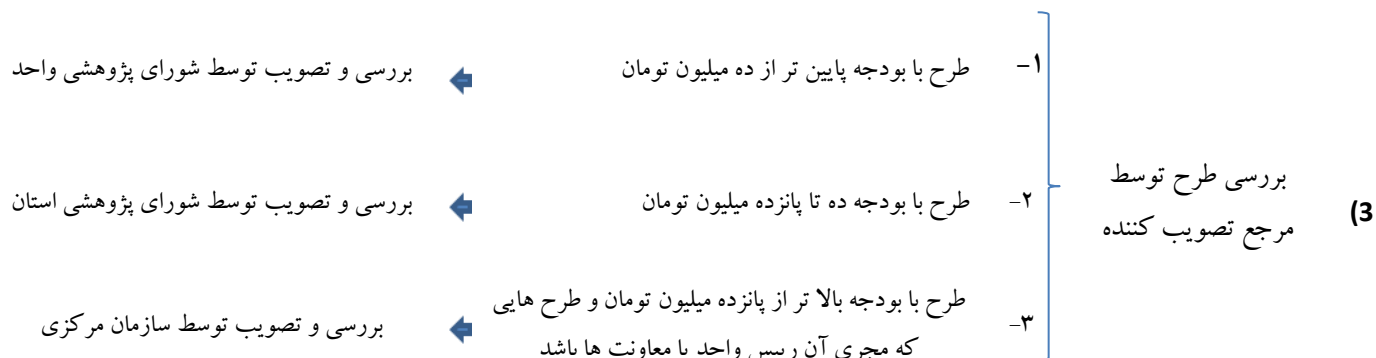 3)
بررسی طرح توسط
مرجع تصویب کننده
۱- طرح با بودجه پایین تر از ده میلیون تومان
بررسی و تصویب توسط شورای پژوهشی واحد
۲- طرح با بودجه ده تا پانزده میلیون تومان
بررسی و تصویب توسط شورای پژوهشی استان
۳- طرح با بودجه بالا تر از پانزده میلیون تومان و طرح هایی
که مجری آن رییس واحد یا معاونت ها باشد
بررسی و تصویب توسط سازمان مرکزی